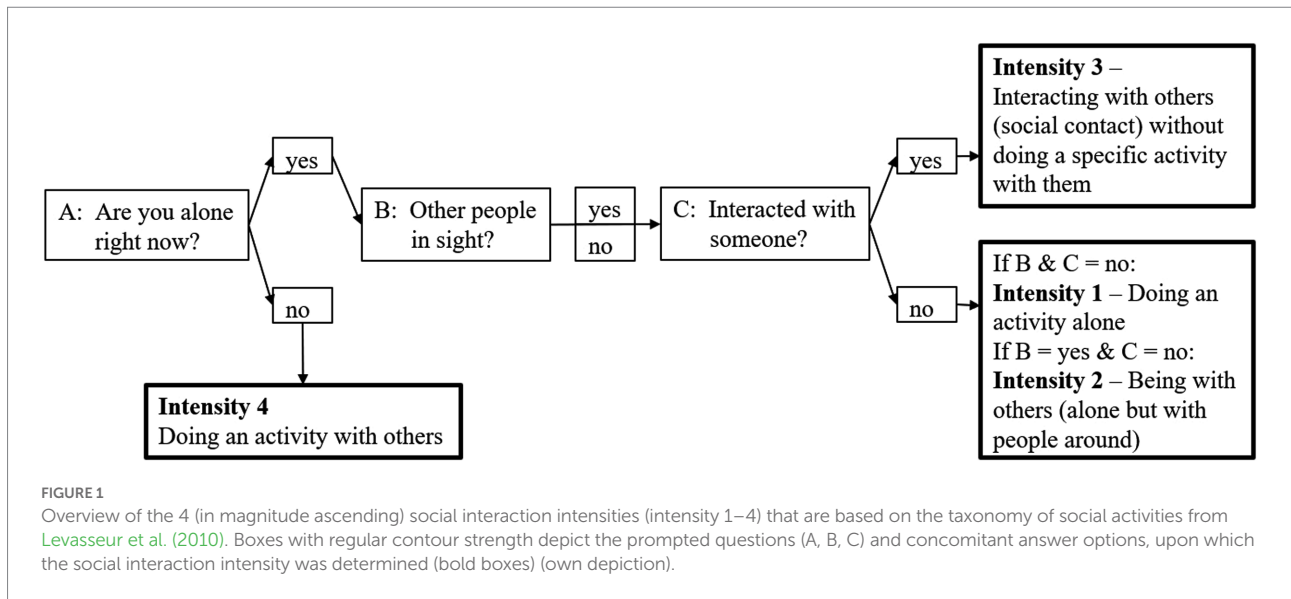 A: Are you alone
right now?
yes
no
Intensity 4
Doing an activity with others
B: Other people
in sight?
yes
no
C: Interacted with
someone?
yes
no
Intensity 3 –
Interacting with others
(social contact) without
doing a specific activity
with them
If B & C = no:
Intensity 1 – Doing an
activity alone
If B = yes & C = no:
Intensity 2 – Being with
others (alone but with
people around)
FIGURE 1
Overview of the 4 (in magnitude ascending) social interaction intensities (intensity 1–4) that are based on the taxonomy of social activities from
Levasseur et al. (2010). Boxes with regular contour strength depict the prompted questions (A, B, C) and concomitant answer options, upon which
the social interaction intensity was determined (bold boxes) (own depiction).